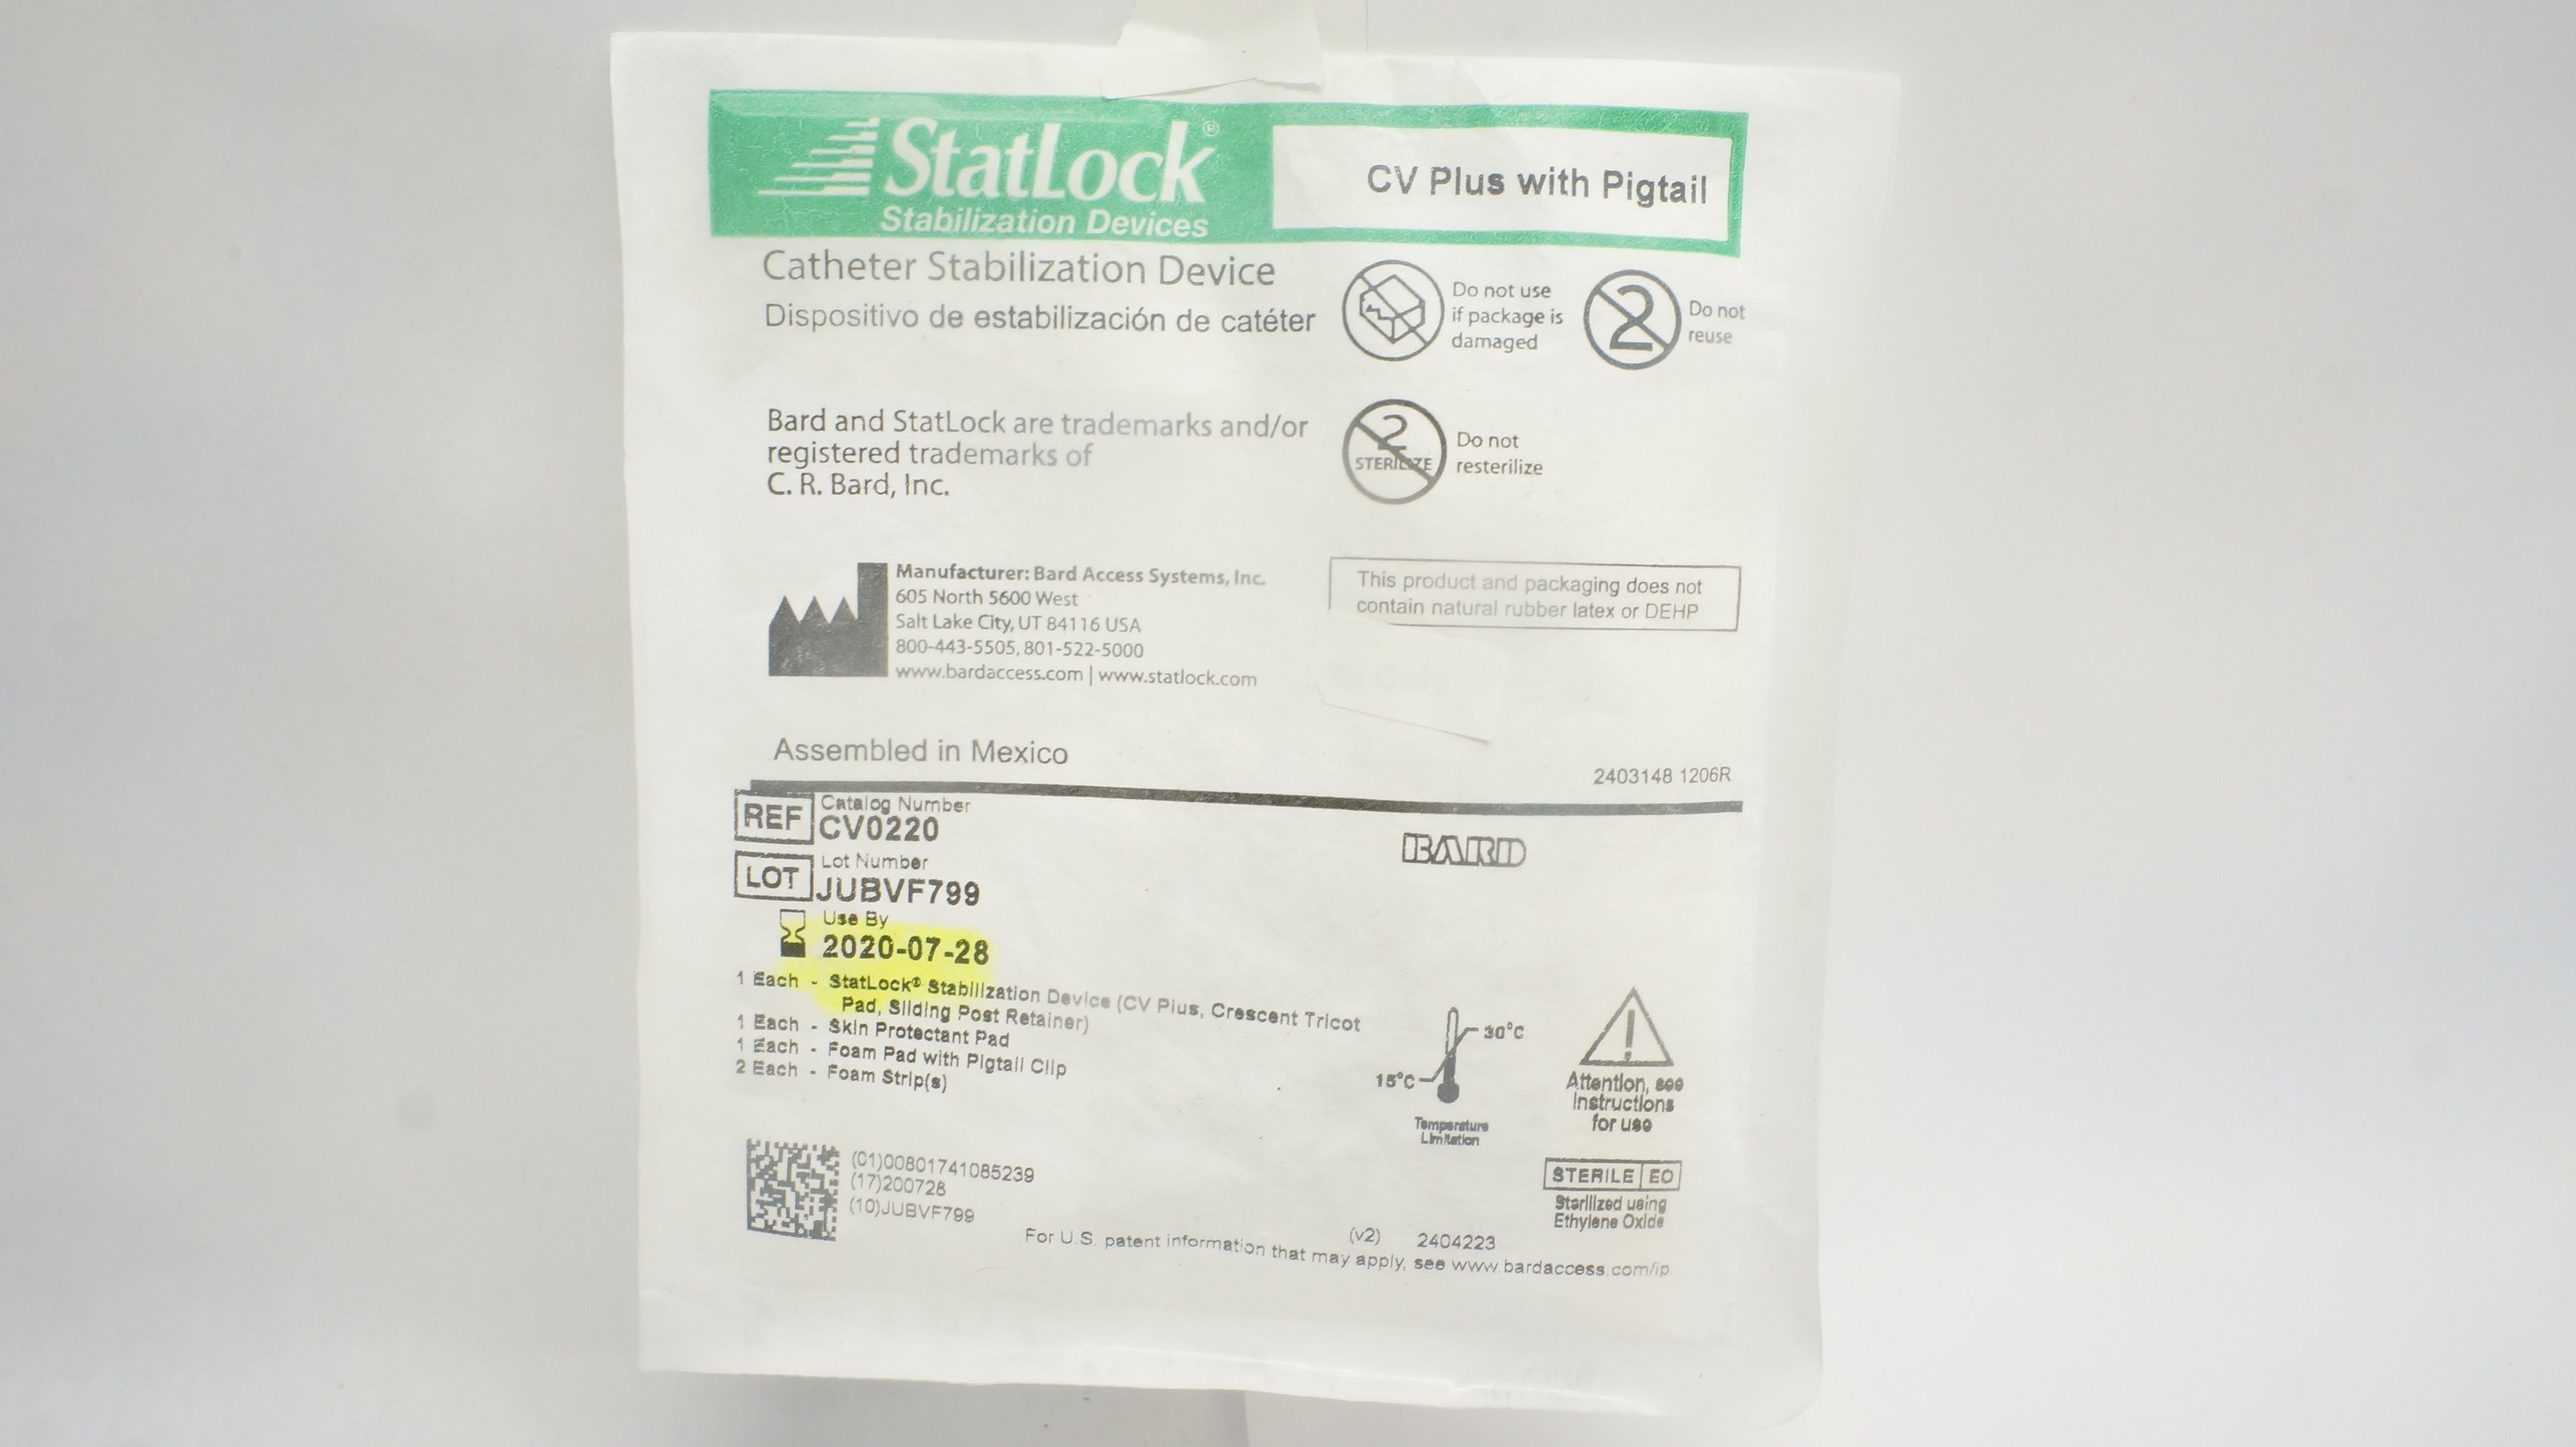 StatLock®
Stabilization Devices
CV Plus with Pigtail
Catheter Stabilization Device
Dispositivo de estabilización de catéter
Do not use
if package is
damaged
2
Do not
reuse
Bard and StatLock are trademarks and/or
registered trademarks of
C. R. Bard, Inc.
2
STERILIZE
Do not
resterilize
Manufacturer: Bard Access Systems, Inc.
605 North 5600 West
Salt Lake City, UT 84116 USA
800-443-5505, 801-522-5000
www.bardaccess.com | www.statlock.com
This product and packaging does not
contain natural rubber latex or DEHP
Only
Assembled in Mexico
2403148 1206R
REF
Catalog Number
CV0220
BARD
LOT
Lot Number
JUBVF799
Use By
2020-07-28
1 Each - StatLock® Stabilization Device (CV Plus, Crescent Tricot
Pad, Sliding Post Retainer)
1 Each - Skin Protectant Pad
1 Each - Foam Pad with Pigtail Clip
2 Each - Foam Strip(s)
30°C
15°C
Temperature
Limitation
Attention, see
instructions
for use
(01)00801741085239
(17)200728
(10)JUBVF799
STERILE EO
Sterilized using
Ethylene Oxide
(v2) 2404223
For U.S. patent information that may apply, see www.bardaccess.com/ip.